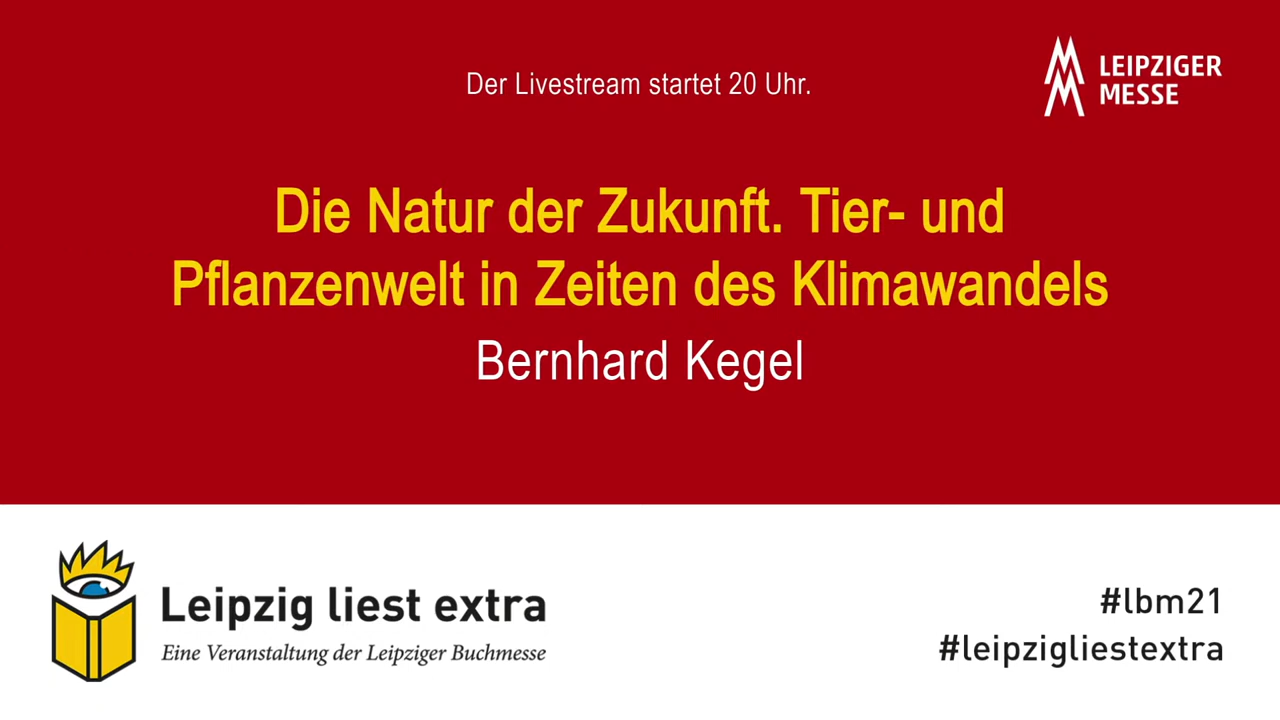 Der Livestream startet 20 Uhr.
LEIPZIGER
MESSE
Die Natur der Zukunft. Tier- und
Pflanzenwelt in Zeiten des Klimawandels
Bernhard Kegel
Leipzig liest extra
Eine Veranstaltung der Leipziger Buchmesse
#lbm21
#leipzigliestextra